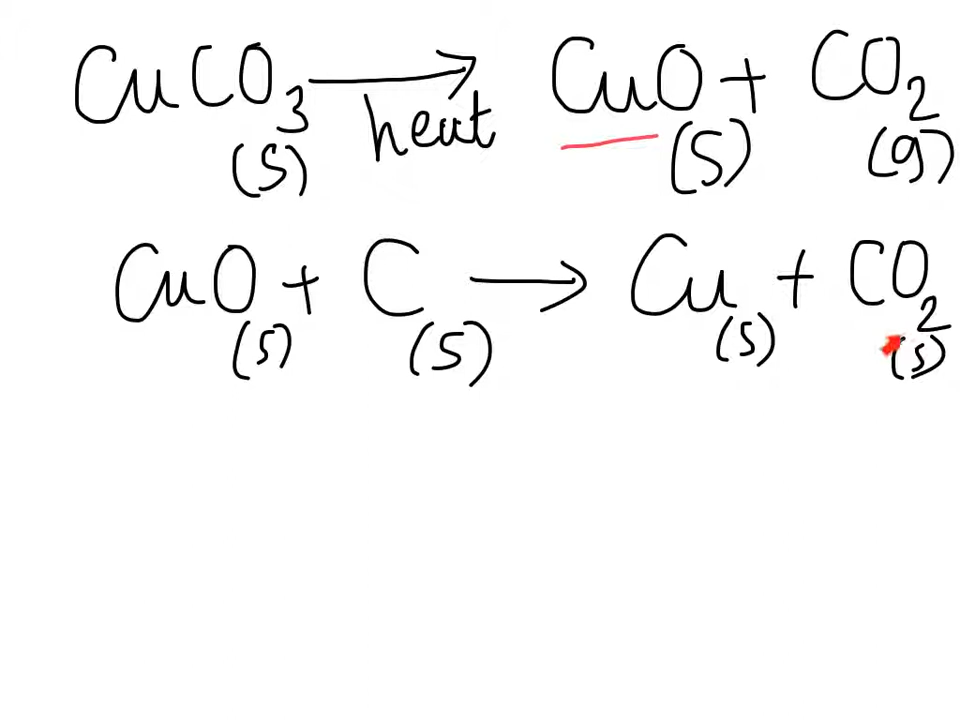 CuCO₃ (s) ⟶ heat CuO (s) + CO₂ (g)
CuO (s) + C (s) ⟶ Cu (s) + CO₂ (s)